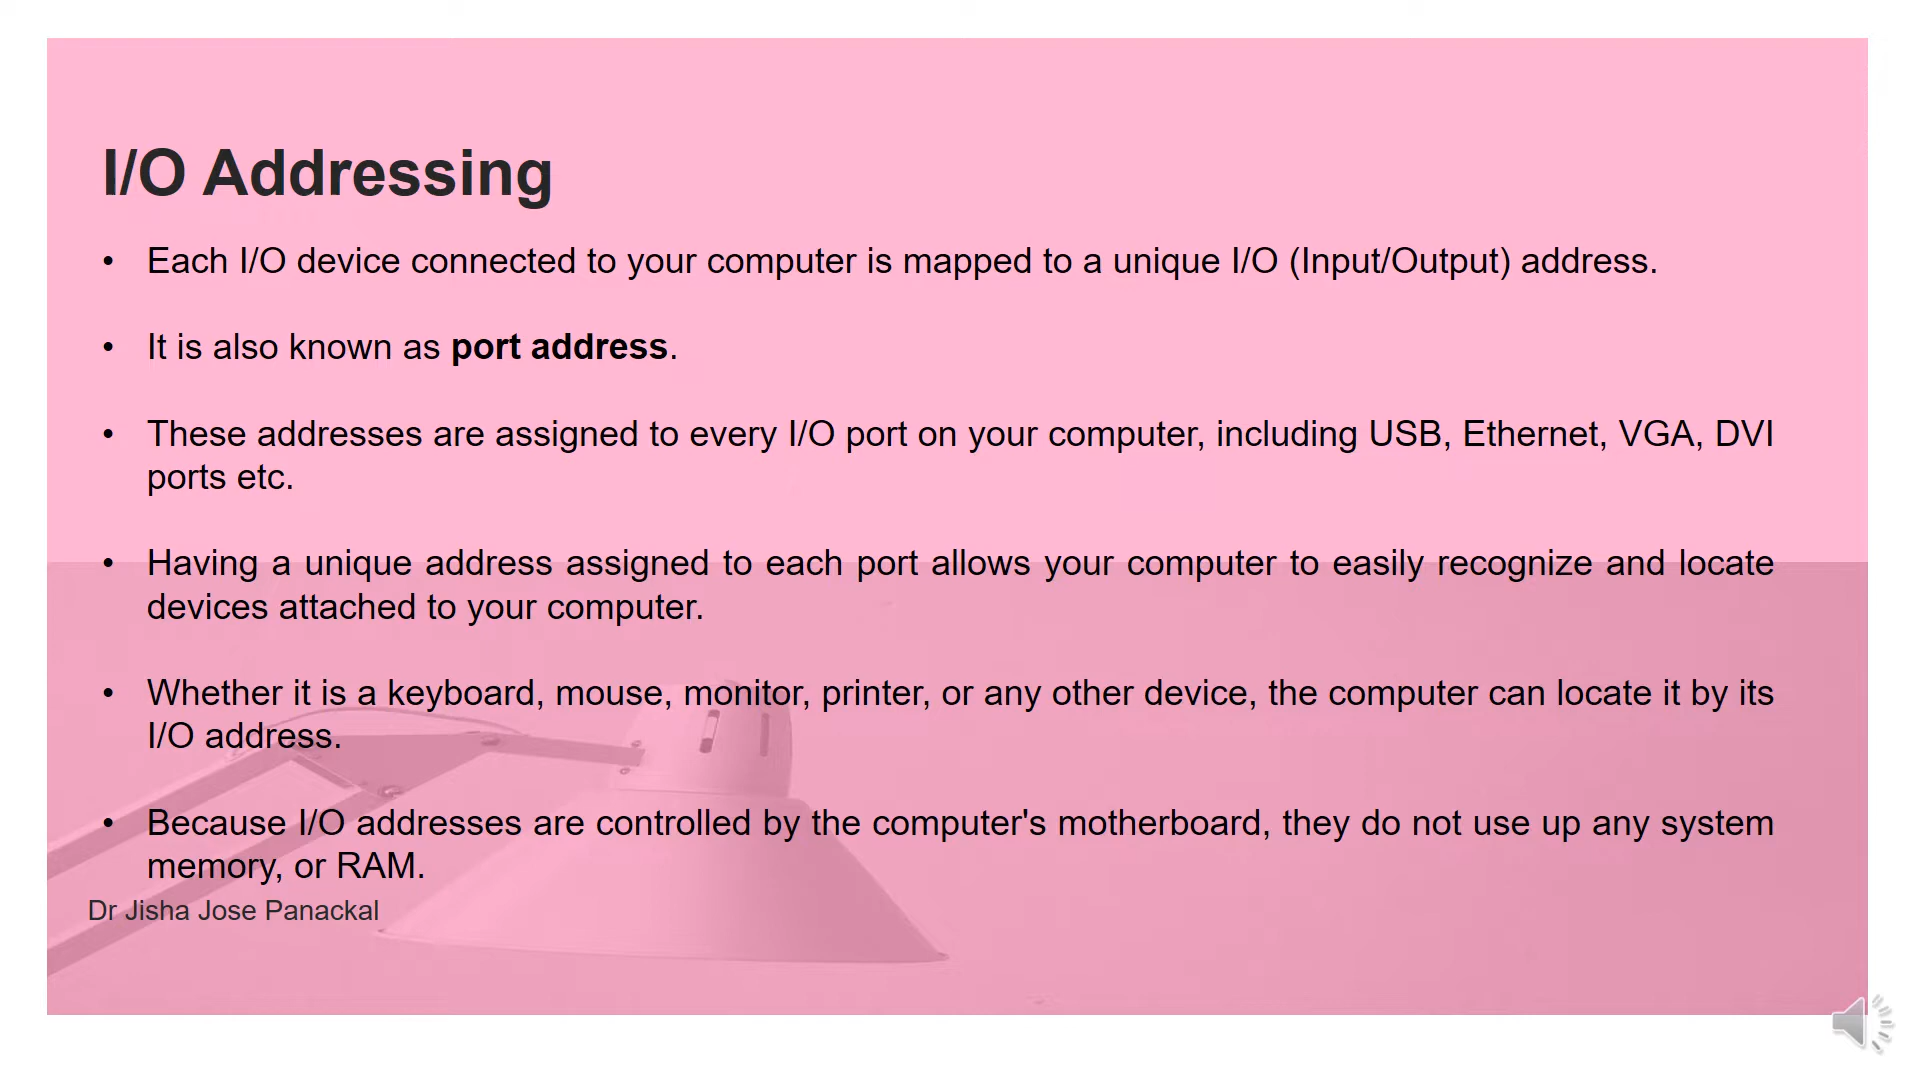 I/O Addressing
• Each I/O device connected to your computer is mapped to a unique I/O (Input/Output) address.
• It is also known as port address.
• These addresses are assigned to every I/O port on your computer, including USB, Ethernet, VGA, DVI
ports etc.
• Having a unique address assigned to each port allows your computer to easily recognize and locate
devices attached to your computer.
• Whether it is a keyboard, mouse, monitor, printer, or any other device, the computer can locate it by its
I/O address.
• Because I/O addresses are controlled by the computer's motherboard, they do not use up any system
memory, or RAM.
Dr Jisha Jose Panackal